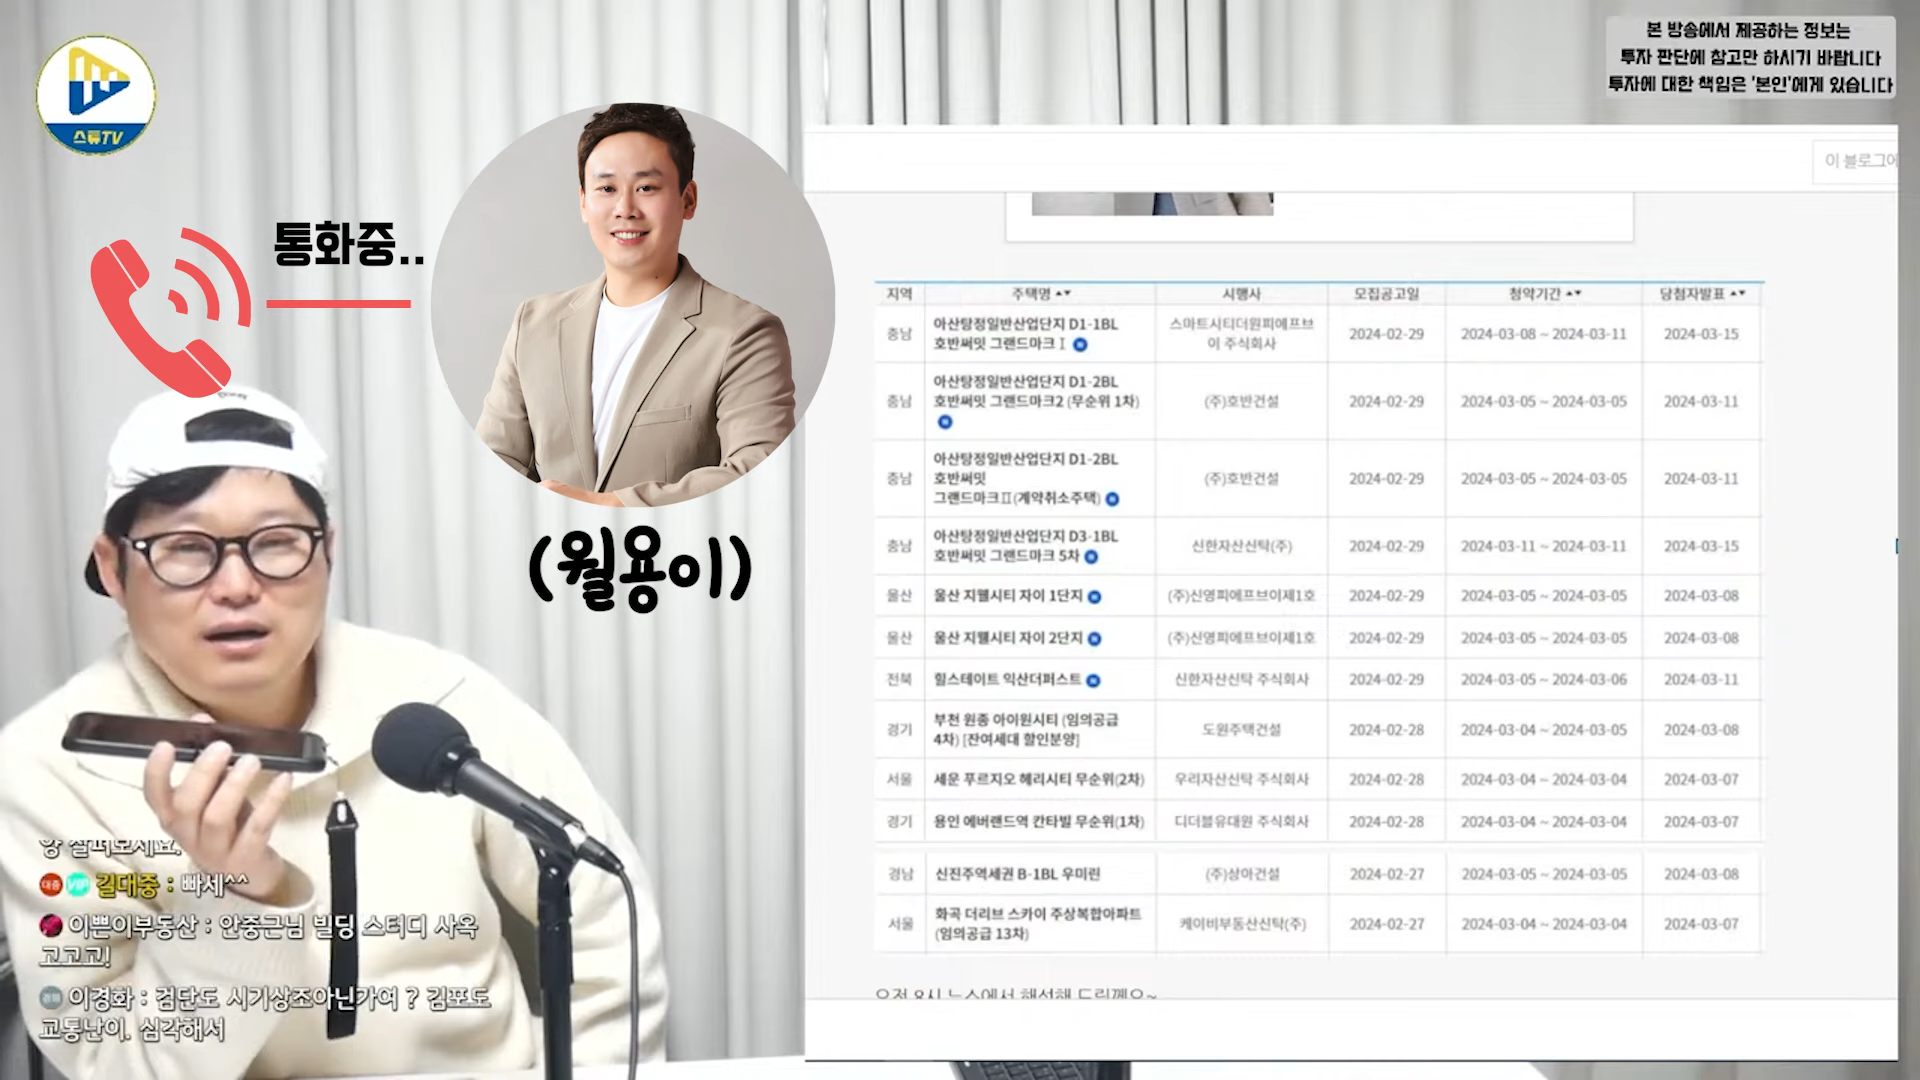 본 방송에서 제공하는 정보는
투자 판단에 참고만 하시기 바랍니다
투자에 대한 책임은 '본인'에게 있습니다
스튜TV
통화중..
(월용이)
이 블로그에
지역 주택명 ▲▼ 시행사 모집공고일 청약기간 ▲▼ 당첨자발표 ▲▼
충남 아산탕정일반산업단지 D1-1BL 스마트시티더원피에프브 2024-02-29 2024-03-08 ~ 2024-03-11 2024-03-15
호반써밋 그랜드마크 I N 이 주식회사
충남 아산탕정일반산업단지 D1-2BL (주)호반건설 2024-02-29 2024-03-05 ~ 2024-03-05 2024-03-11
호반써밋 그랜드마크2 (무순위 1차)
N
충남 아산탕정일반산업단지 D1-2BL (주)호반건설 2024-02-29 2024-03-05 ~ 2024-03-05 2024-03-11
호반써밋
그랜드마크Ⅱ(계약취소주택) N
충남 아산탕정일반산업단지 D3-1BL 신한자산신탁(주) 2024-02-29 2024-03-11 ~ 2024-03-11 2024-03-15
호반써밋 그랜드마크 5차 N
울산 울산 지웰시티 자이 1단지 N (주)신영피에프브이제1호 2024-02-29 2024-03-05 ~ 2024-03-05 2024-03-08
울산 울산 지웰시티 자이 2단지 N (주)신영피에프브이제1호 2024-02-29 2024-03-05 ~ 2024-03-05 2024-03-08
전북 힐스테이트 익산더퍼스트 N 신한자산신탁 주식회사 2024-02-29 2024-03-05 ~ 2024-03-06 2024-03-11
경기 부천 원종 아이원시티 (임의공급 도원주택건설 2024-02-28 2024-03-04 ~ 2024-03-05 2024-03-08
4차) [잔여세대 할인분양]
서울 세운 푸르지오 헤리시티 무순위(2차) 우리자산신탁 주식회사 2024-02-28 2024-03-04 ~ 2024-03-04 2024-03-07
경기 용인 에버랜드역 칸타빌 무순위(1차) 디더블유대원 주식회사 2024-02-28 2024-03-04 ~ 2024-03-04 2024-03-07
경남 신진주역세권 B-1BL 우미린 (주)상아건설 2024-02-27 2024-03-05 ~ 2024-03-05 2024-03-08
서울 화곡 더리브 스카이 주상복합아파트 케이비부동산신탁(주) 2024-02-27 2024-03-04 ~ 2024-03-04 2024-03-07
(임의공급 13차)
오전 8시 뉴스에서 해석해 드릴께요~
양 살펴보세요.
대중 VIP 길대중 : 빠세^^
이쁜이부동산 : 안중근님 빌딩 스터디 사옥
고고고!
경화 이경화 : 검단도 시기상조아닌가여 ? 김포도
교통난이. 심각해서